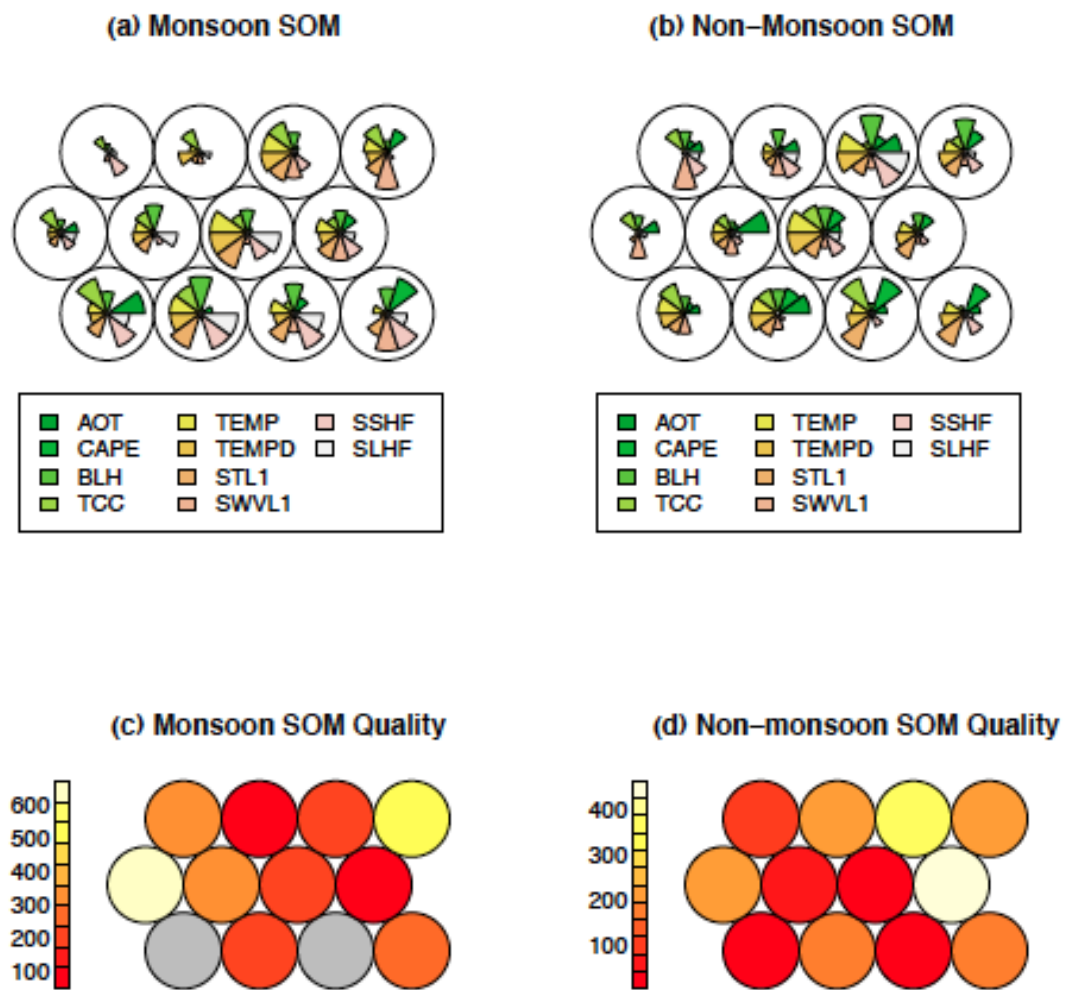 (a) Monsoon SOM
(b) Non−Monsoon SOM
AOT TEMP SSHF
CAPE TEMPD SLHF
BLH STL1
TCC SWVL1
AOT TEMP SSHF
CAPE TEMPD SLHF
BLH STL1
TCC SWVL1
(c) Monsoon SOM Quality
(d) Non−monsoon SOM Quality
600
500
400
300
200
100
400
300
200
100